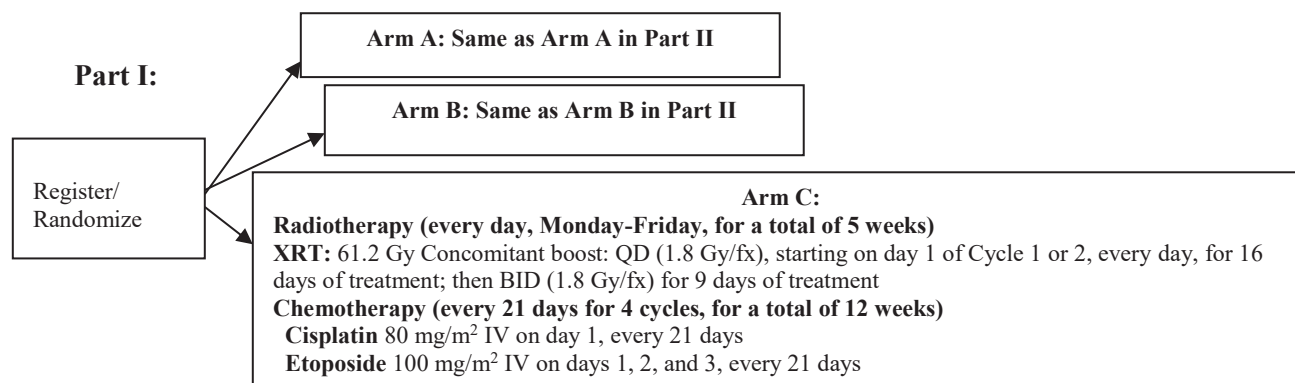 Arm A: Same as Arm A in Part II
Part I:
Arm B: Same as Arm B in Part II
Register/
Randomize
Arm C:
Radiotherapy (every day, Monday-Friday, for a total of 5 weeks)
XRT: 61.2 Gy Concomitant boost: QD (1.8 Gy/fx), starting on day 1 of Cycle 1 or 2, every day, for 16
days of treatment; then BID (1.8 Gy/fx) for 9 days of treatment
Chemotherapy (every 21 days for 4 cycles, for a total of 12 weeks)
Cisplatin 80 mg/m² IV on day 1, every 21 days
Etoposide 100 mg/m² IV on days 1, 2, and 3, every 21 days